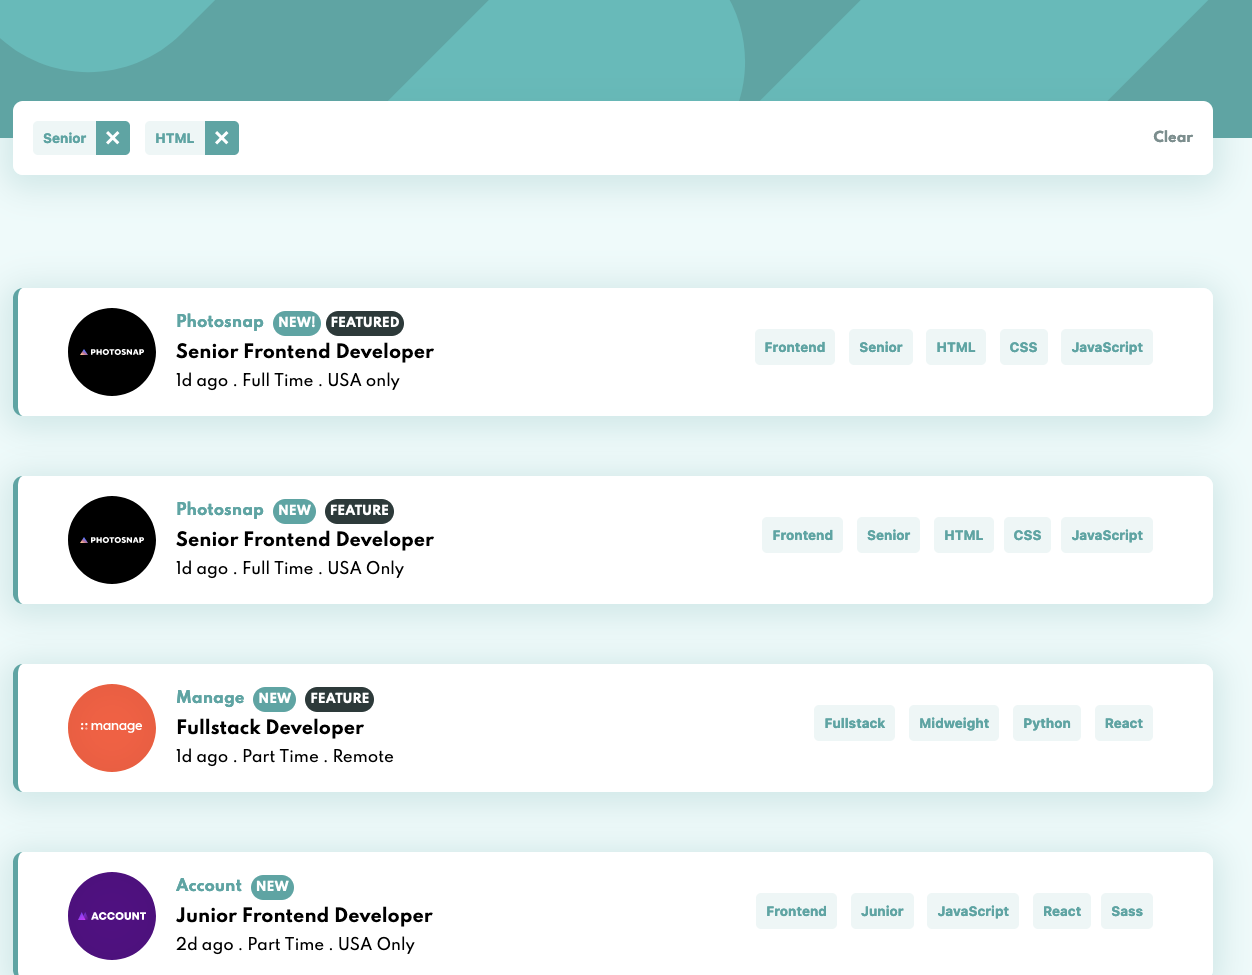 Senior HTML Clear
Photosnap NEW! FEATURED
PHOTOSNAP
Senior Frontend Developer
1d ago . Full Time . USA only
Frontend Senior HTML CSS JavaScript
Photosnap NEW FEATURE
PHOTOSNAP
Senior Frontend Developer
1d ago . Full Time . USA Only
Frontend Senior HTML CSS JavaScript
Manage NEW FEATURE
manage
Fullstack Developer
1d ago . Part Time . Remote
Fullstack Midweight Python React
Account NEW
ACCOUNT
Junior Frontend Developer
2d ago . Part Time . USA Only
Frontend Junior JavaScript React Sass